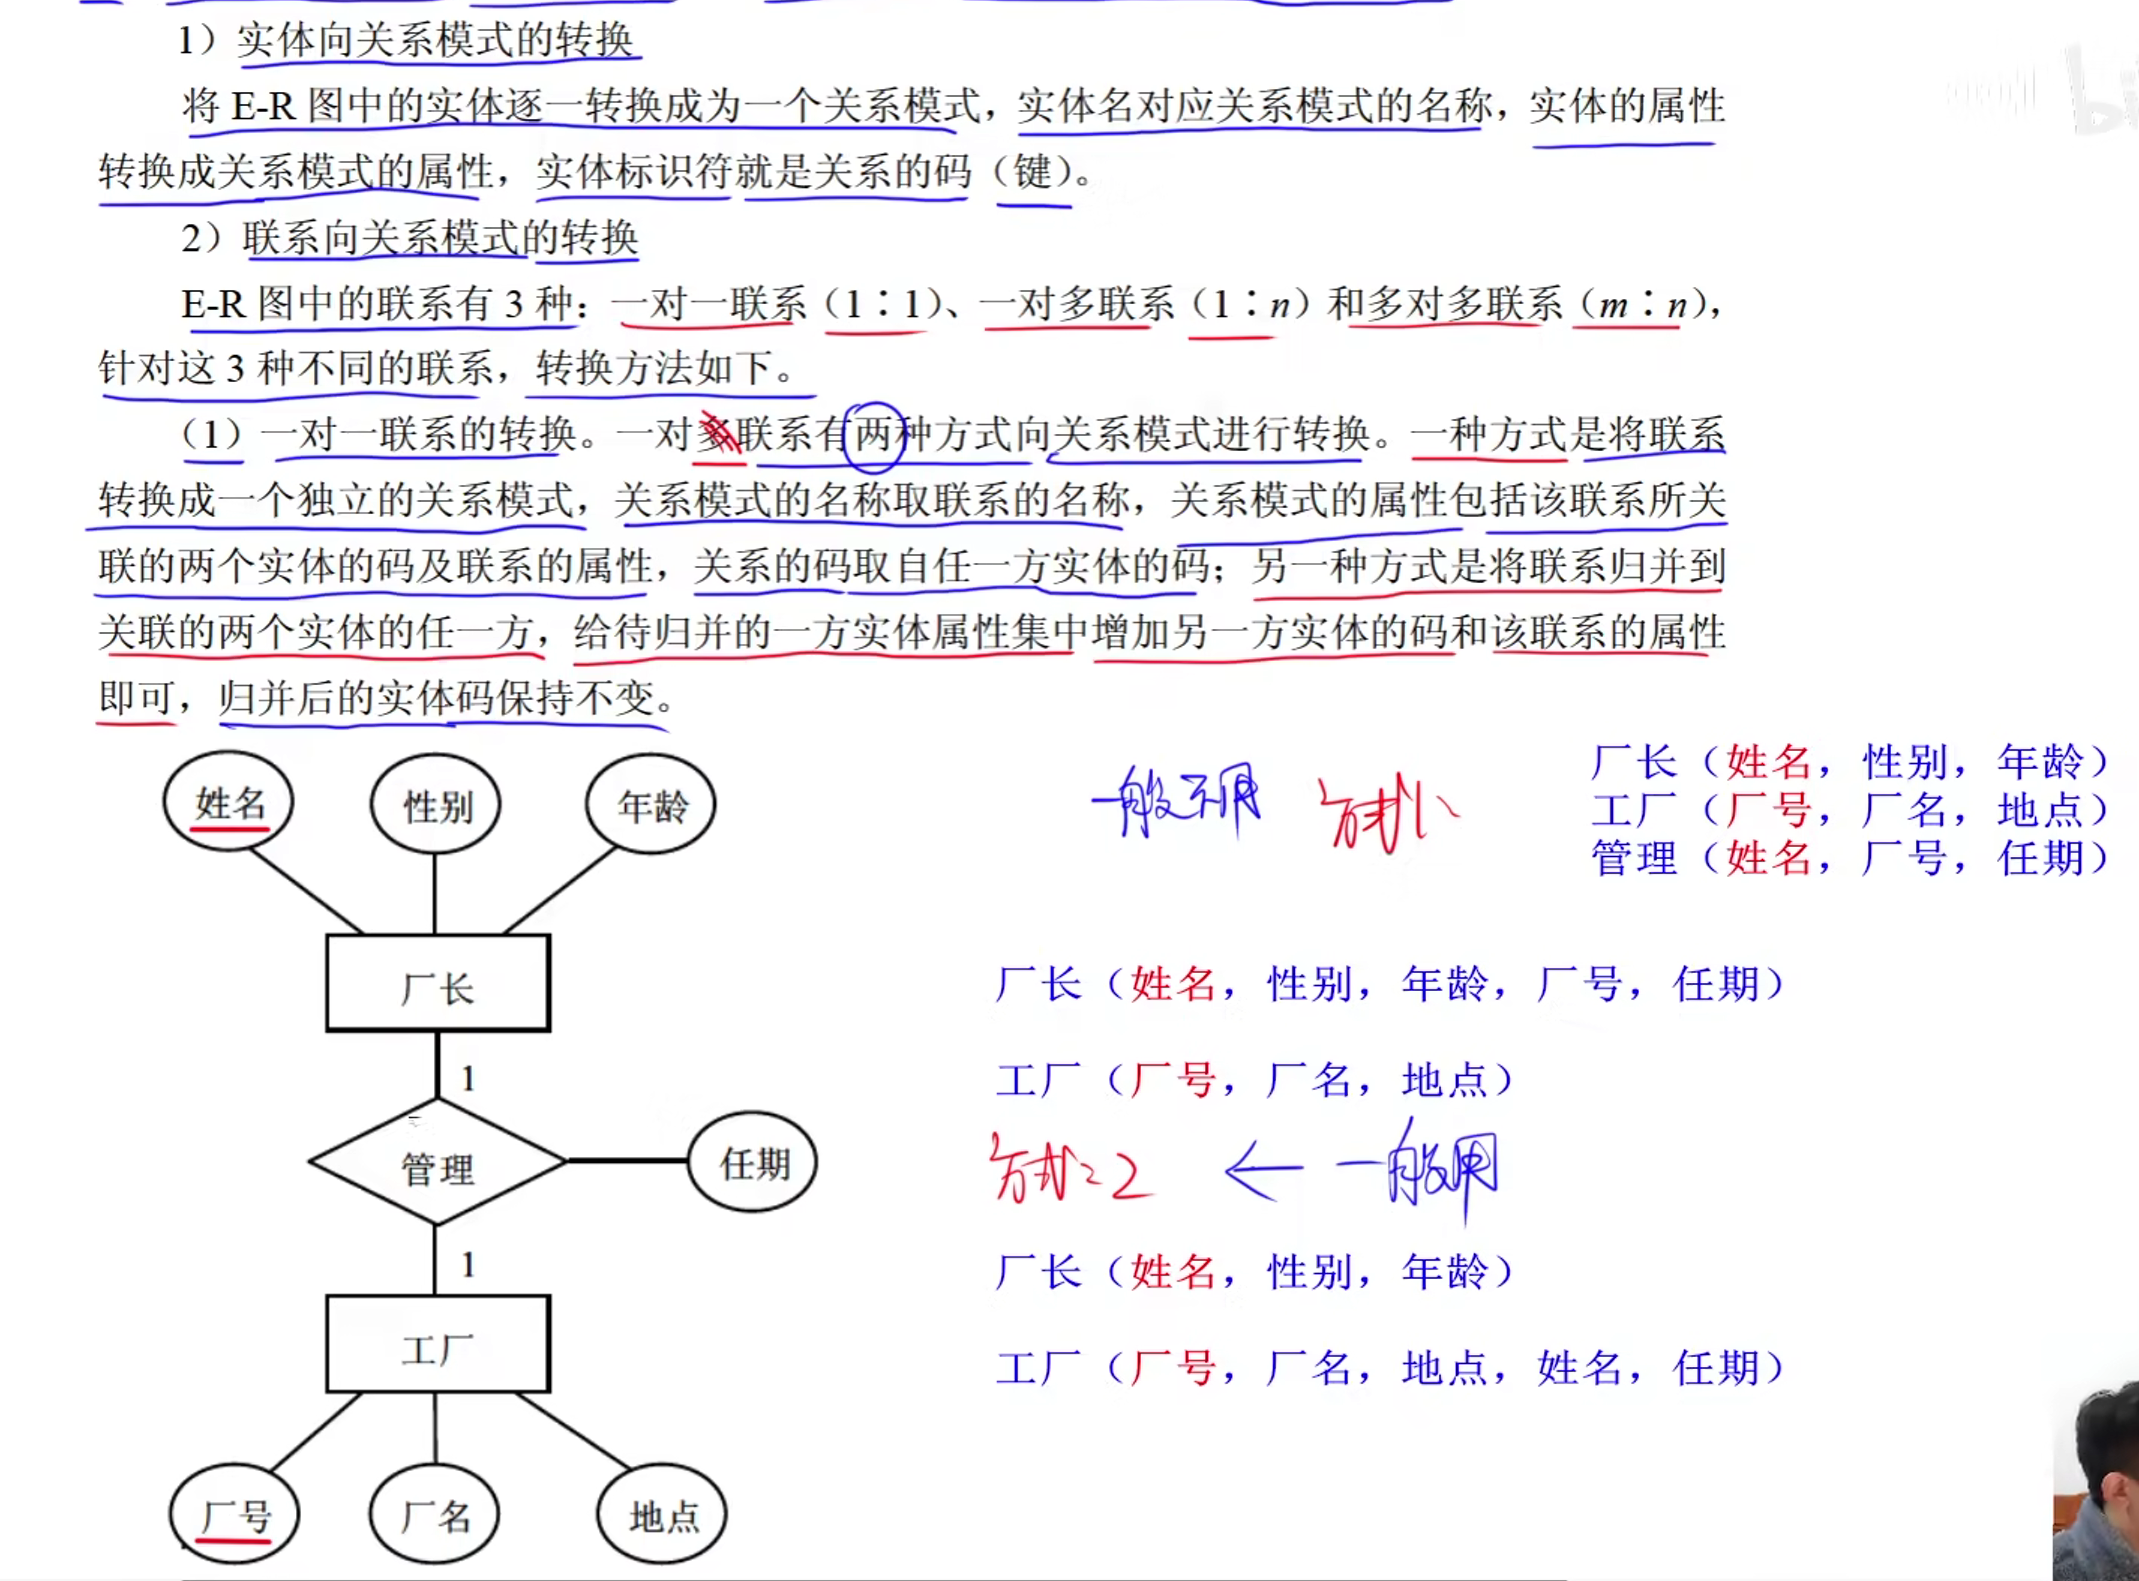 1）实体向关系模式的转换
将 E-R 图中的实体逐一转换成为一个关系模式，实体名对应关系模式的名称，实体的属性
转换成关系模式的属性，实体标识符就是关系的码（键）。
2）联系向关系模式的转换
E-R 图中的联系有 3 种：一对一联系（1∶1）、一对多联系（1∶n）和多对多联系（m∶n），
针对这 3 种不同的联系，转换方法如下。
（1）一对一联系的转换。一对多联系有两种方式向关系模式进行转换。一种方式是将联系
转换成一个独立的关系模式，关系模式的名称取联系的名称，关系模式的属性包括该联系所关
联的两个实体的码及联系的属性，关系的码取自任一方实体的码；另一种方式是将联系归并到
关联的两个实体的任一方，给待归并的一方实体属性集中增加另一方实体的码和该联系的属性
即可，归并后的实体码保持不变。
姓名 性别 年龄
厂长
1
管理 任期
1
工厂
厂号 厂名 地点
一般不用 方式1
厂长（姓名，性别，年龄）
工厂（厂号，厂名，地点）
管理（姓名，厂号，任期）
厂长（姓名，性别，年龄，厂号，任期）
工厂（厂号，厂名，地点）
方式2 ← 一般用
厂长（姓名，性别，年龄）
工厂（厂号，厂名，地点，姓名，任期）